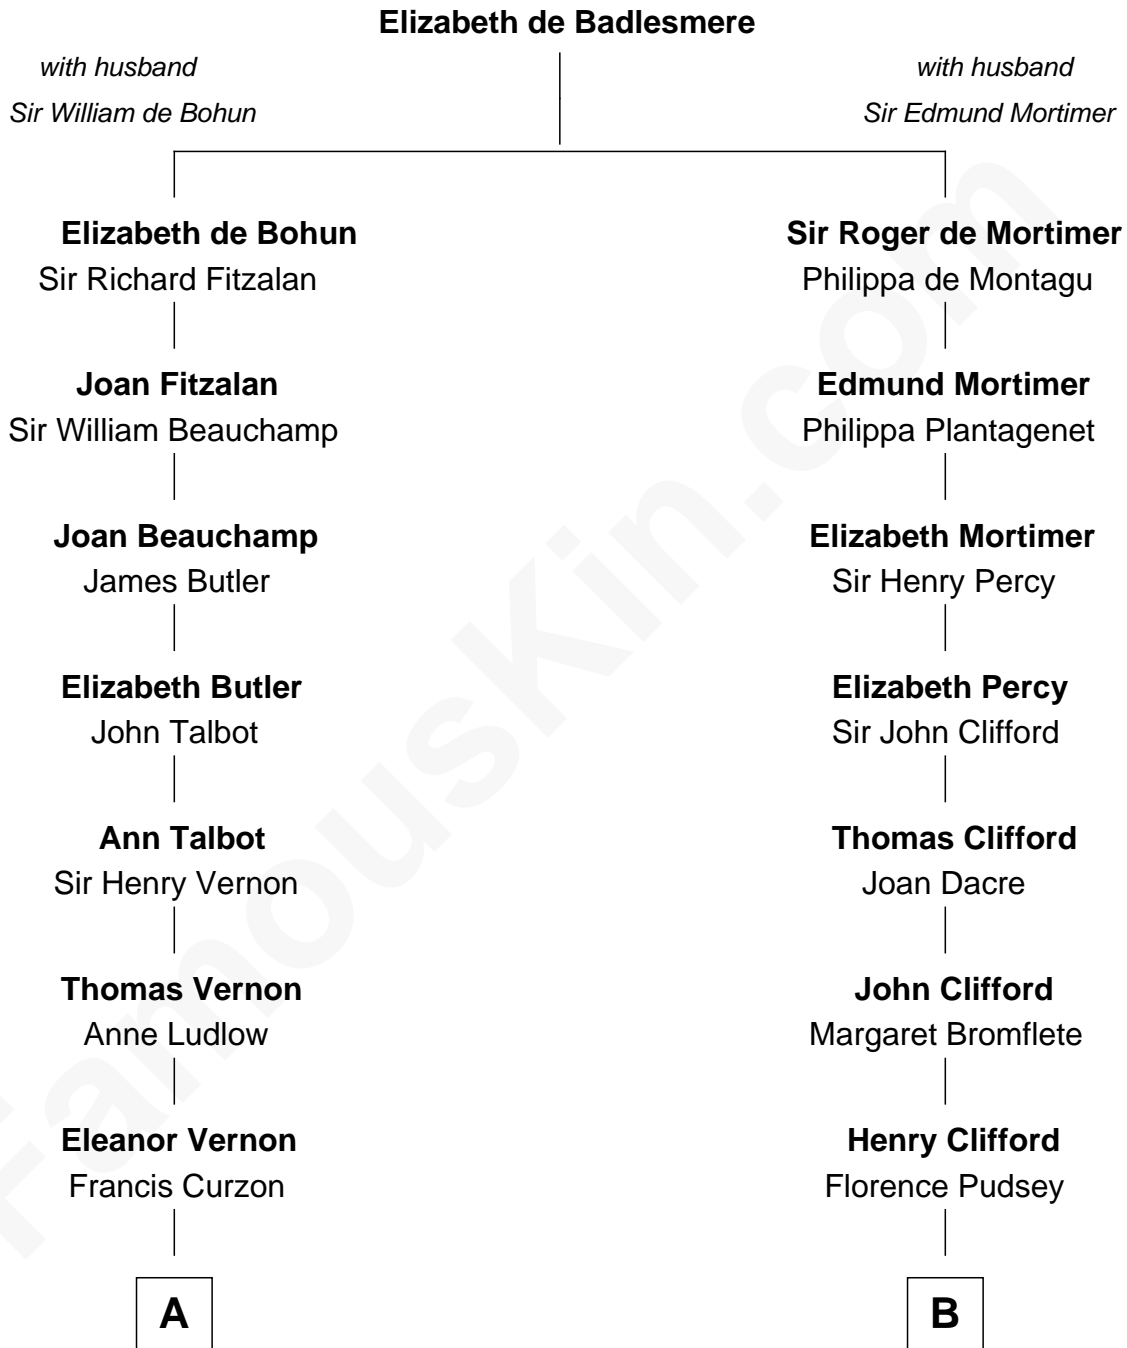 Elizabeth de Badlesmere
with husband
Sir William de Bohun
with husband
Sir Edmund Mortimer
Elizabeth de Bohun
Sir Richard Fitzalan
Sir Roger de Mortimer
Philippa de Montagu
Joan Fitzalan
Sir William Beauchamp
Edmund Mortimer
Philippa Plantagenet
Joan Beauchamp
James Butler
Elizabeth Mortimer
Sir Henry Percy
Elizabeth Butler
John Talbot
Elizabeth Percy
Sir John Clifford
Ann Talbot
Sir Henry Vernon
Thomas Clifford
Joan Dacre
Thomas Vernon
Anne Ludlow
John Clifford
Margaret Bromflete
Eleanor Vernon
Francis Curzon
Henry Clifford
Florence Pudsey
A
B
FamousKin.com